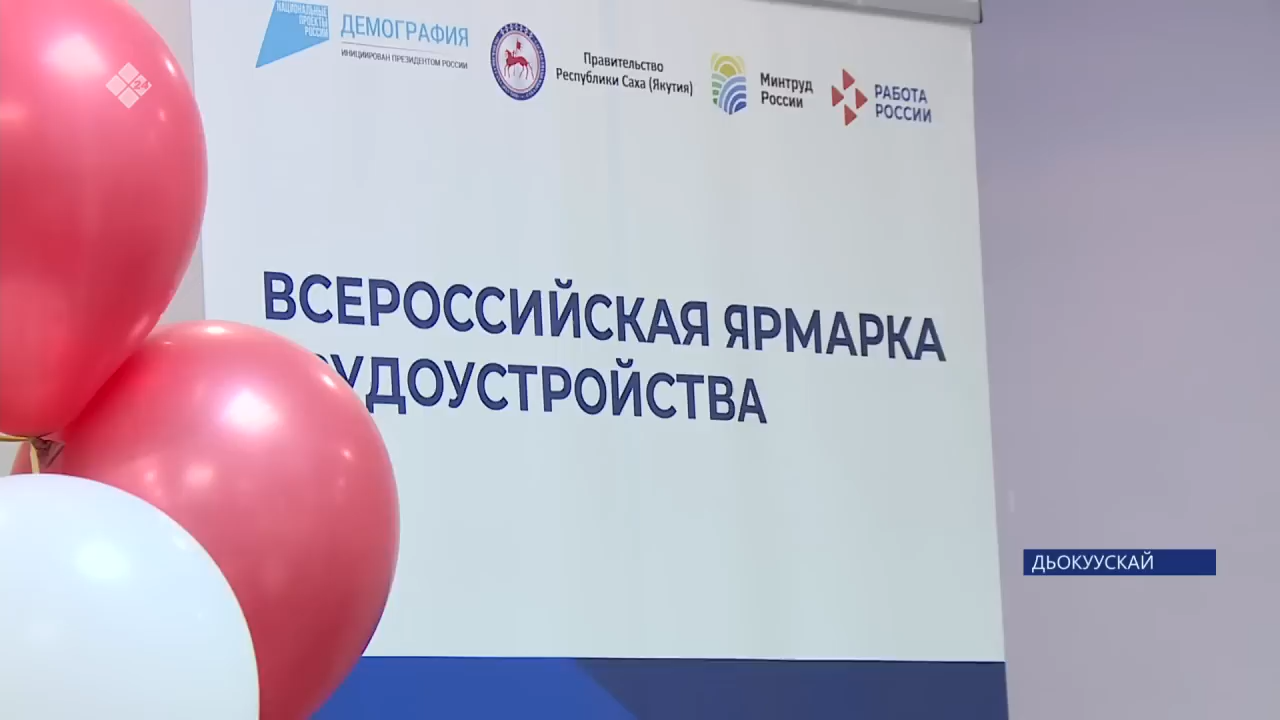 НАЦИОНАЛЬНЫЕ
ПРОЕКТЫ
РОССИИ
ДЕМОГРАФИЯ
ИНИЦИИРОВАН ПРЕЗИДЕНТОМ РОССИИ
Правительство
Республики Саха (Якутия)
Минтруд
России
РАБОТА
РОССИИ
24
ВСЕРОССИЙСКАЯ ЯРМАРКА
УДОУСТРОЙСТВА
ДЬОКУУСКАЙ